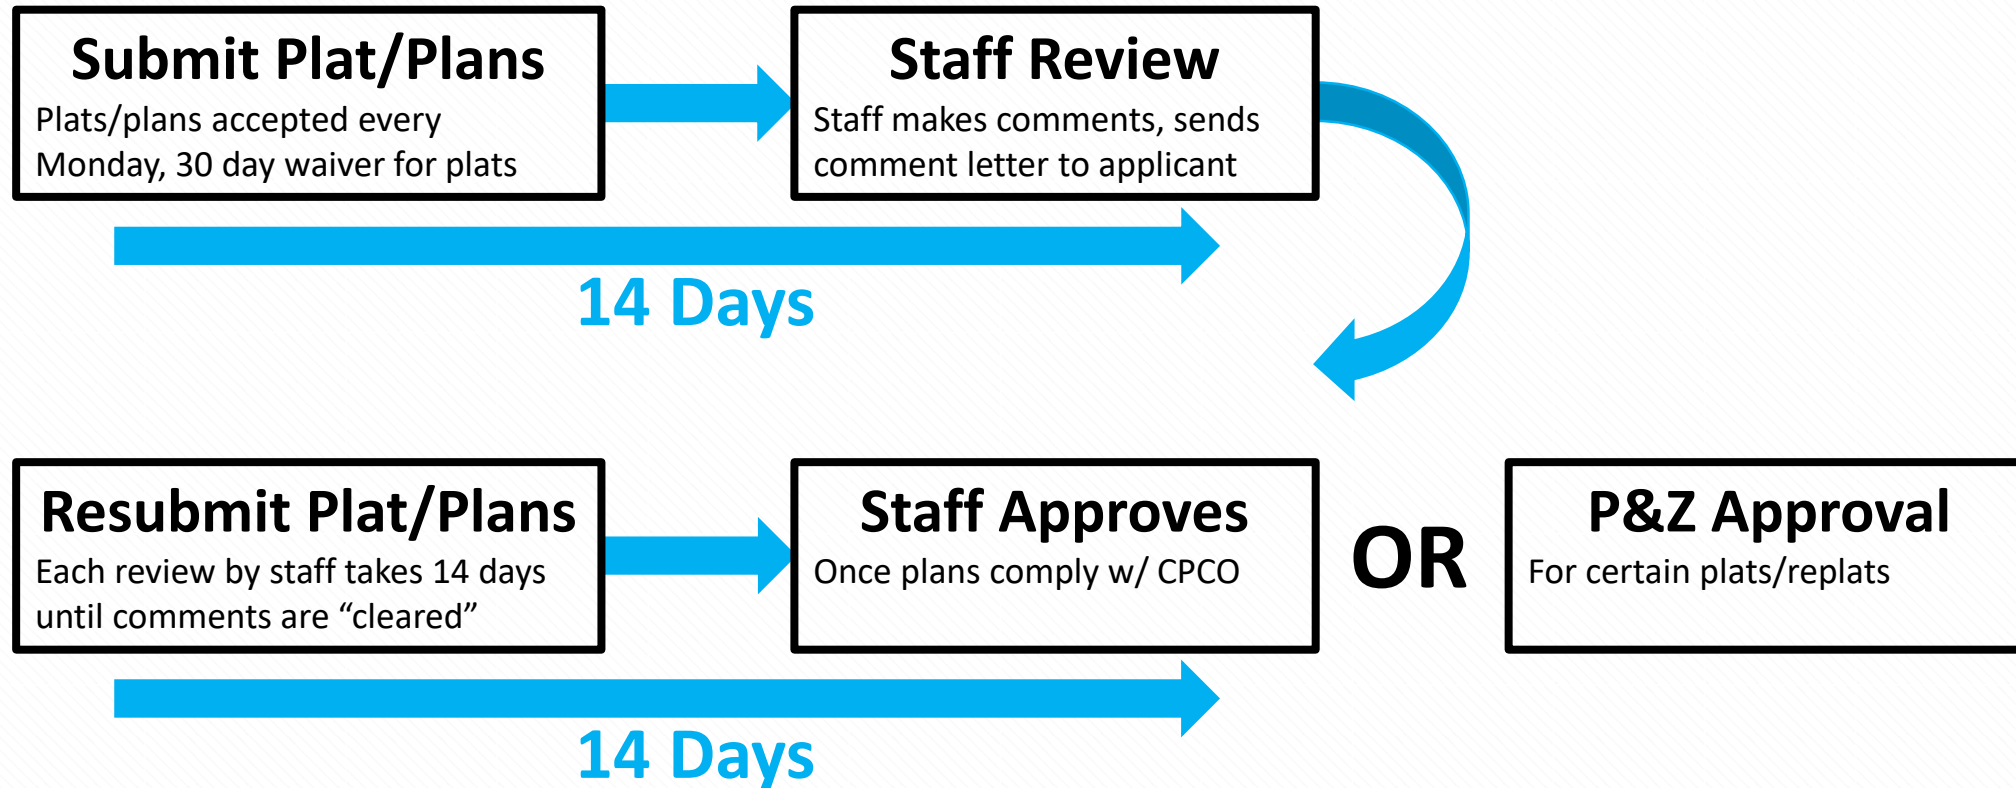 Submit Plat/Plans
Plats/plans accepted every
Monday, 30 day waiver for plats
Staff Review
Staff makes comments, sends
comment letter to applicant
14 Days
Resubmit Plat/Plans
Each review by staff takes 14 days
until comments are “cleared”
Staff Approves
Once plans comply w/ CPCO
OR
P&Z Approval
For certain plats/replats
14 Days